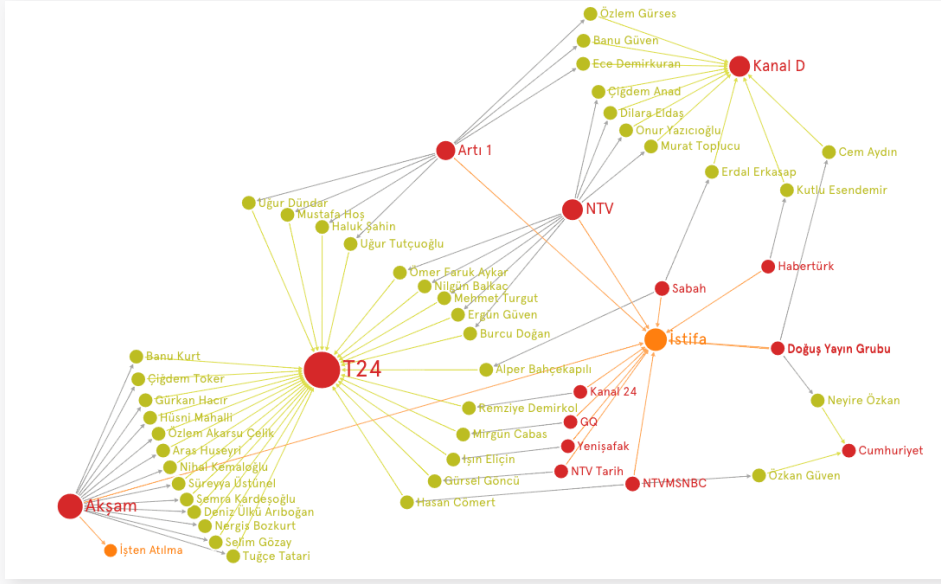 Özlem Gürses
Banu Güven
Ece Demirkuran
Kanal D
Çiğdem Anad
Dilara Eldaş
Onur Yazıcıoğlu
Murat Toplucu
Artı 1
Cem Aydın
Erdal Erkasap
Kutlu Esendemir
Uğur Dündar
NTV
Mustafa Hoş
Haluk Şahin
Uğur Tutçuoğlu
Habertürk
Ömer Faruk Aykar
Nilgün Balkaç
Sabah
Mehmet Turgut
Ergün Güven
Burcu Doğan
İstifa
Doğuş Yayın Grubu
Banu Kurt
T24
Alper Bahçekapılı
Çiğdem Toker
Kanal 24
Gürkan Hacır
Neyire Özkan
Remziye Demirkol
Hüsni Mahalli
GQ
Özlem Akarsu Çelik
Mirgün Cabas
Yenişafak
Aras Huseyrı
Cumhuriyet
Işın Eliçin
Nihal Kemaloğlu
NTV Tarih
Özkan Güven
Süreyya Üstünel
Gürsel Göncü
NTVMSNBC
Semra Kardeşoğlu
Hasan Cömert
Akşam
Deniz Ülkü Arıboğan
Nergis Bozkurt
Selim Gözay
İşten Atılma
Tuğçe Tatari